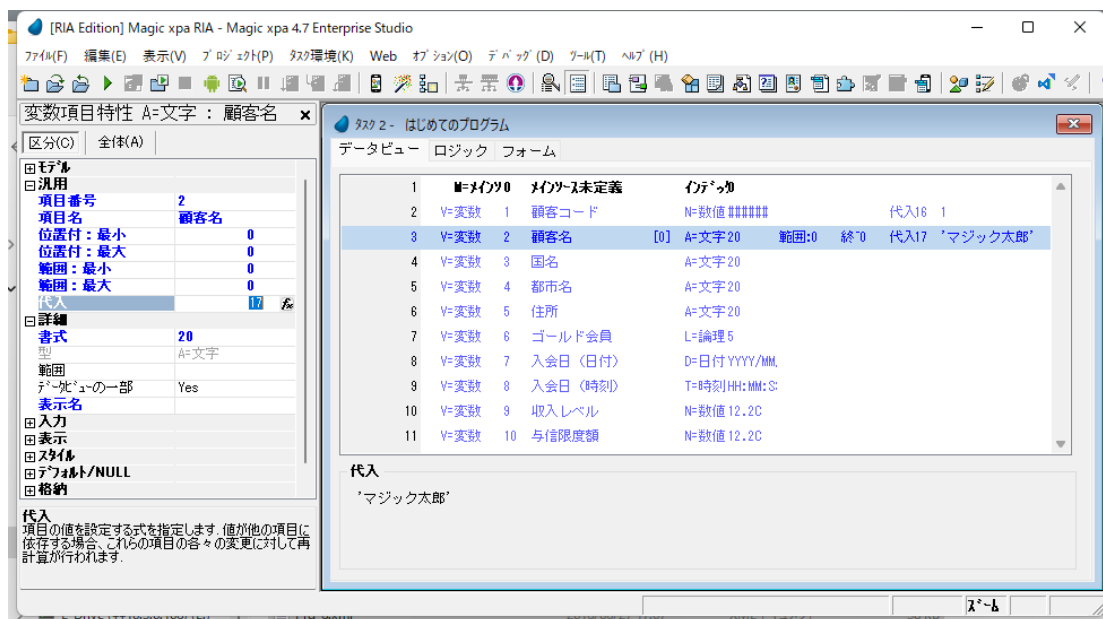 [RIA Edition] Magic xpa RIA - Magic xpa 4.7 Enterprise Studio
ﾌｧｲﾙ(F) 編集(E) 表示(V) ﾌﾟﾛｼﾞｪｸﾄ(P) ﾀｽｸ環境(K) Web ｵﾌﾟｼｮﾝ(O) ﾃﾞﾊﾞｯｸﾞ(D) ﾂｰﾙ(T) ﾍﾙﾌﾟ(H)
変数項目特性 A=文字 : 顧客名
区分(C) 全体(A)
ﾓﾃﾞﾙ
汎用
項目番号 2
項目名 顧客名
位置付：最小 0
位置付：最大 0
範囲：最小 0
範囲：最大 0
代入 17
詳細
書式 20
型 A=文字
範囲
ﾃﾞｰﾀﾋﾞｭｰの一部 Yes
表示名
入力
表示
ｽﾀｲﾙ
ﾃﾞﾌｫﾙﾄ/NULL
格納
代入
項目の値を設定する式を指定します. 値が他の項目に
依存する場合、これらの項目の各々の変更に対して再
計算が行われます.
ﾀｽｸ 2 - はじめてのプログラム
データビュー ロジック フォーム
1 M=ﾒｲﾝｿ 0 ﾒｲﾝｿｰｽ未定義 ｲﾝﾃﾞｯｸ
2 V=変数 1 顧客コード N=数値 ###### 代入16 1
3 V=変数 2 顧客名 [0] A=文字 20 範囲:0 終ﾞ0 代入17 'マジック太郎'
4 V=変数 3 国名 A=文字 20
5 V=変数 4 都市名 A=文字 20
6 V=変数 5 住所 A=文字 20
7 V=変数 6 ゴールド会員 L=論理 5
8 V=変数 7 入会日（日付） D=日付 YYYY/MM,
9 V=変数 8 入会日（時刻） T=時刻 HH:MM:S:
10 V=変数 9 収入レベル N=数値 12.2C
11 V=変数 10 与信限度額 N=数値 12.2C
代入
'マジック太郎'
ｽﾞｰﾑ